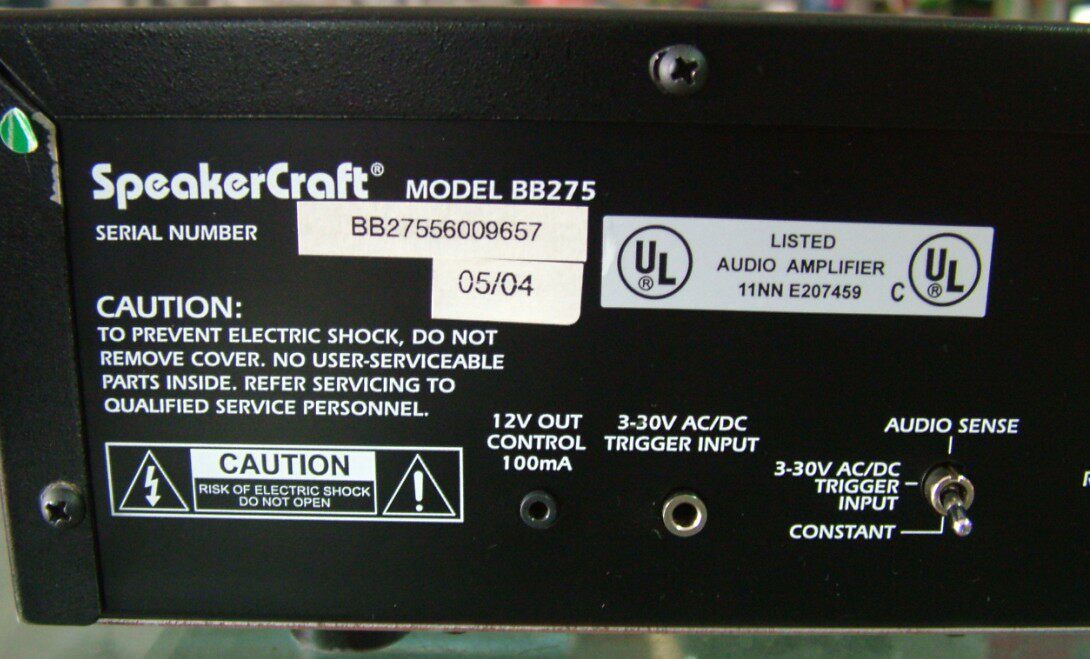 SpeakerCraft® MODEL BB275
SERIAL NUMBER BB27556009657
05/04
UL ®
LISTED
AUDIO AMPLIFIER
11NN E207459
C UL ®
CAUTION:
TO PREVENT ELECTRIC SHOCK, DO NOT
REMOVE COVER. NO USER-SERVICEABLE
PARTS INSIDE. REFER SERVICING TO
QUALIFIED SERVICE PERSONNEL.
CAUTION
RISK OF ELECTRIC SHOCK
DO NOT OPEN
12V OUT
CONTROL
100mA
3-30V AC/DC
TRIGGER INPUT
AUDIO SENSE
3-30V AC/DC
TRIGGER
INPUT
CONSTANT